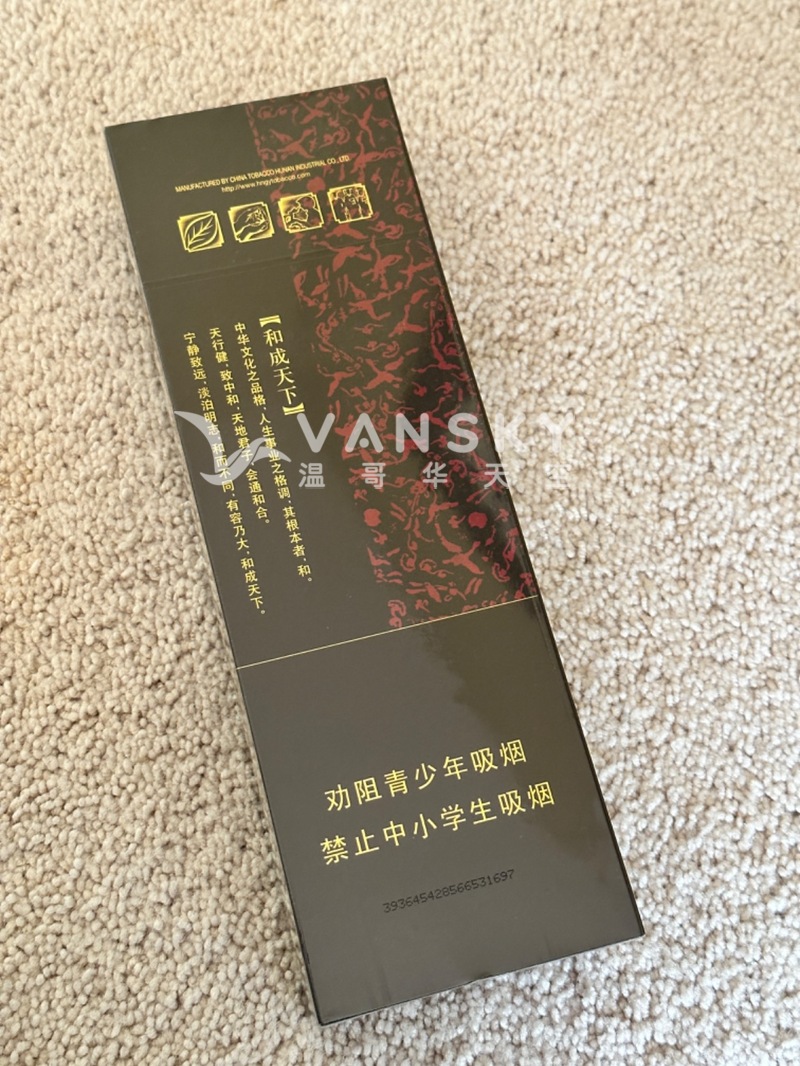 MANUFACTURED BY CHINA TOBACCO HUNAN INDUSTRIAL CO., LTD
http://www.hngytobacco.com
【和成天下】
中华文化之品格，人生事业之格调，其根本者，和。
天行健，致中和，天地君子，会通和合。
宁静致远，淡泊明志，和而不同，有容乃大，和成天下。
VANSKY
温哥华天空
劝阻青少年吸烟
禁止中小学生吸烟
393645428566531697